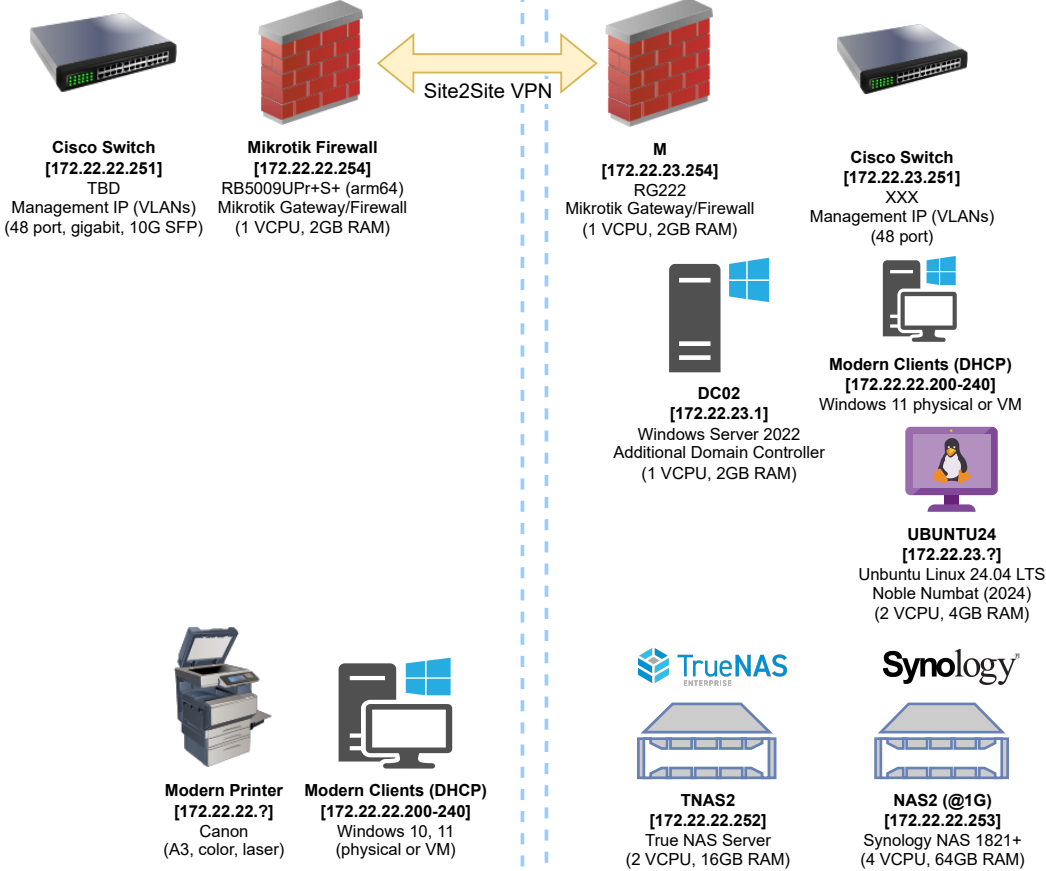 Site2Site VPN
Cisco Switch
[172.22.22.251]
TBD
Management IP (VLANs)
(48 port, gigabit, 10G SFP)
Mikrotik Firewall
[172.22.22.254]
RB5009UPr+S+ (arm64)
Mikrotik Gateway/Firewall
(1 VCPU, 2GB RAM)
M
[172.22.23.254]
RG222
Mikrotik Gateway/Firewall
(1 VCPU, 2GB RAM)
Cisco Switch
[172.22.23.251]
XXX
Management IP (VLANs)
(48 port)
DC02
[172.22.23.1]
Windows Server 2022
Additional Domain Controller
(1 VCPU, 2GB RAM)
Modern Clients (DHCP)
[172.22.22.200-240]
Windows 11 physical or VM
UBUNTU24
[172.22.23.?]
Unbuntu Linux 24.04 LTS
Noble Numbat (2024)
(2 VCPU, 4GB RAM)
Modern Printer
[172.22.22.?]
Canon
(A3, color, laser)
Modern Clients (DHCP)
[172.22.22.200-240]
Windows 10, 11
(physical or VM)
TrueNAS
ENTERPRISE
TNAS2
[172.22.22.252]
True NAS Server
(2 VCPU, 16GB RAM)
Synology®
NAS2 (@1G)
[172.22.22.253]
Synology NAS 1821+
(4 VCPU, 64GB RAM)